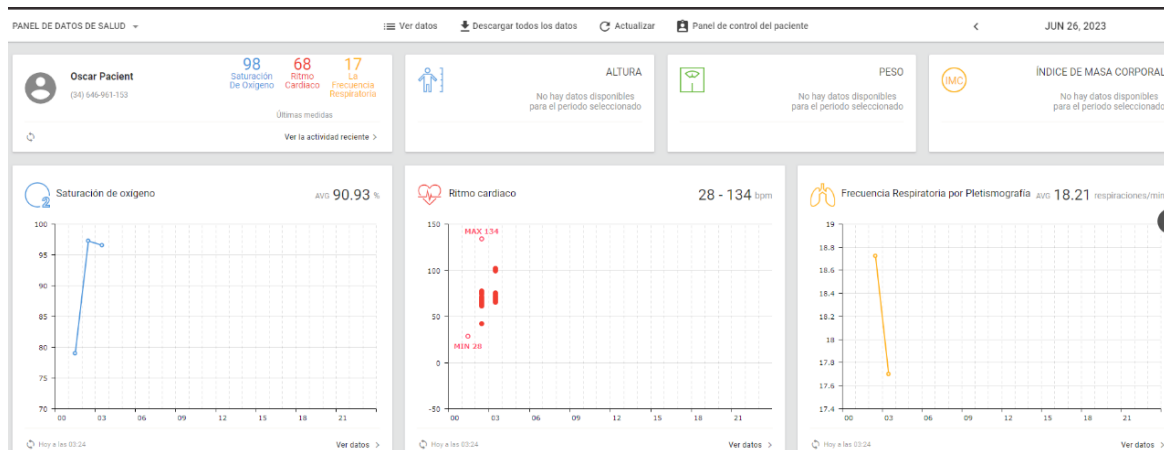 PANEL DE DATOS DE SALUD
Ver datos
Descargar todos los datos
Actualizar
Panel de control del paciente
JUN 26, 2023
Oscar Pacient
(34) 646-961-153
98
Saturación
De Oxígeno
68
Ritmo
Cardiaco
17
La
Frecuencia
Respiratoria
Últimas medidas
Ver la actividad reciente >
ALTURA
No hay datos disponibles
para el periodo seleccionado
PESO
No hay datos disponibles
para el periodo seleccionado
IMC
ÍNDICE DE MASA CORPORAL
No hay datos disponibles
para el periodo seleccionado
O2
Saturación de oxígeno
AVG 90.93 %
100
95
90
85
80
75
70
00 03 06 09 12 15 18 21
Hoy a las 03:24
Ver datos >
Ritmo cardiaco
28 - 134 bpm
150
MAX 134
100
50
MIN 28
0
-50
00 03 06 09 12 15 18 21
Hoy a las 03:24
Ver datos >
Frecuencia Respiratoria por Pletismografía
AVG 18.21 respiraciones/min
19
18.8
18.6
18.4
18.2
18
17.8
17.6
17.4
00 03 06 09 12 15 18 21
Hoy a las 03:24
Ver datos >